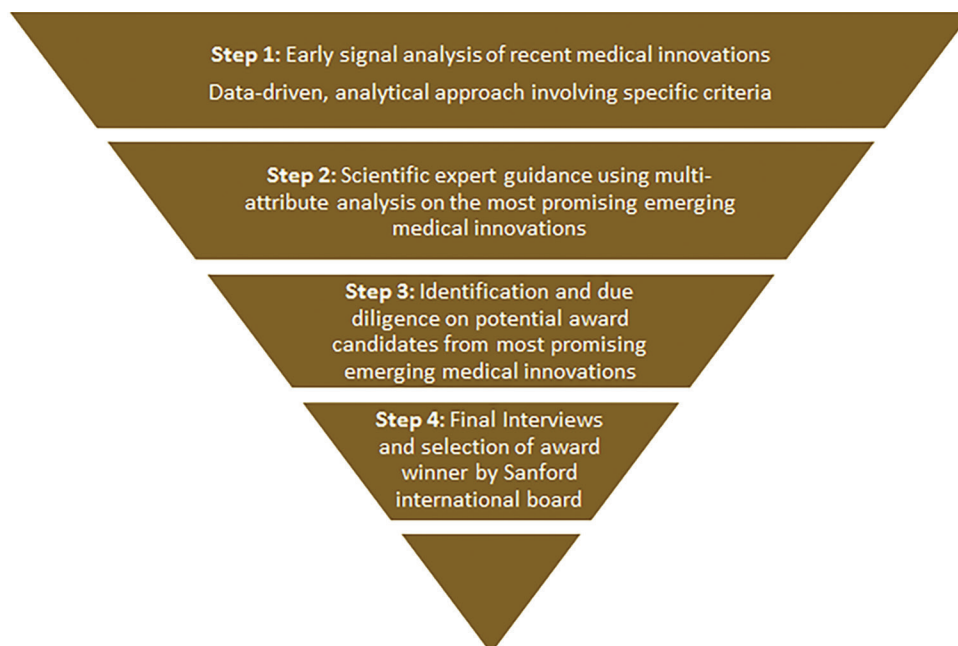 Step 1: Early signal analysis of recent medical innovations
Data-driven, analytical approach involving specific criteria
Step 2: Scientific expert guidance using multi-
attribute analysis on the most promising emerging
medical innovations
Step 3: Identification and due
diligence on potential award
candidates from most promising
emerging medical innovations
Step 4: Final Interviews
and selection of award
winner by Sanford
international board